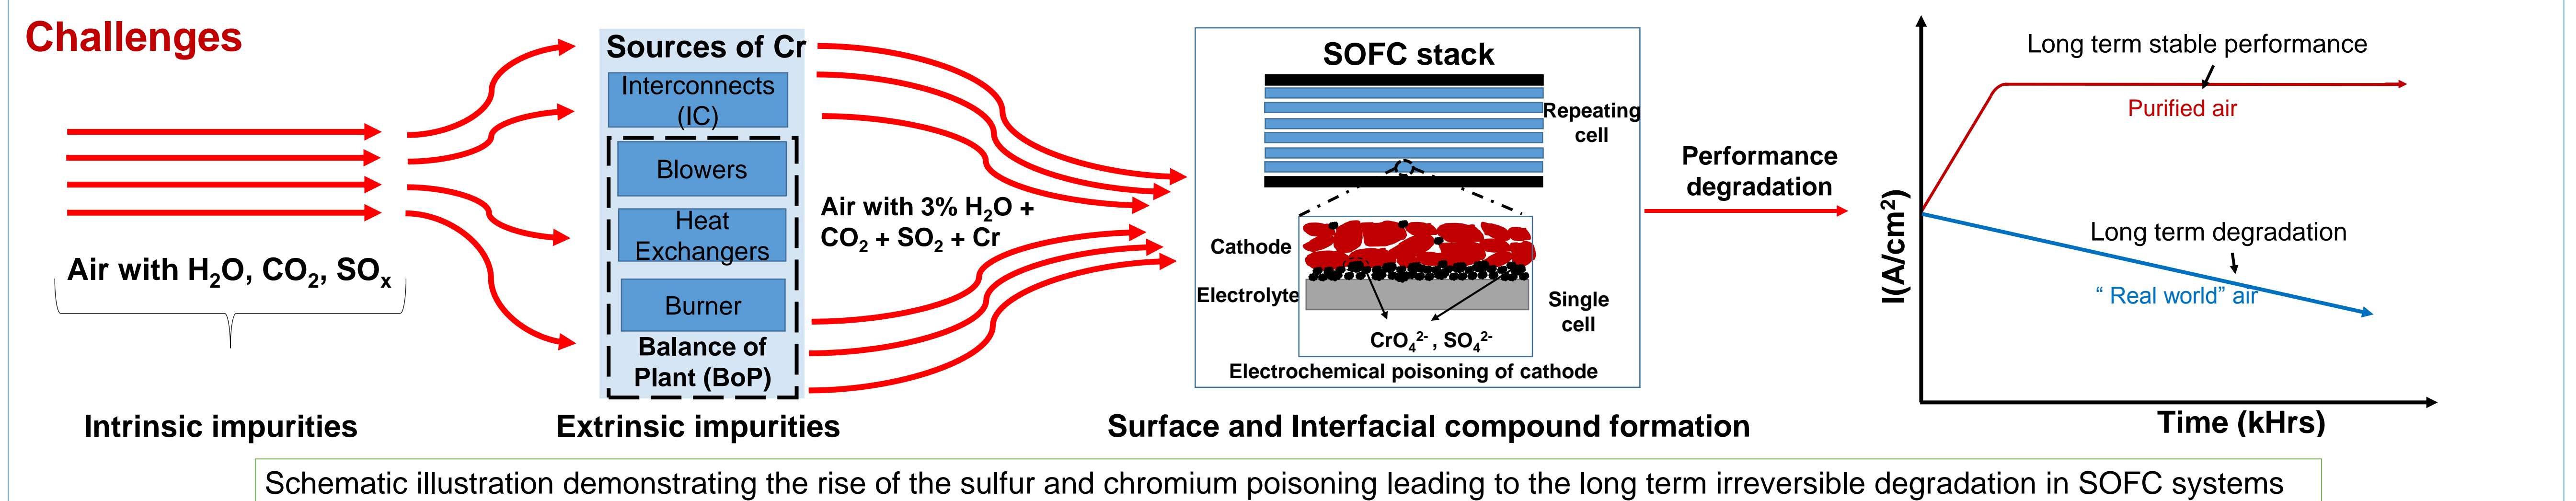 Challenges
Air with H₂O, CO₂, SOₓ
Intrinsic impurities
Sources of Cr
Interconnects
(IC)
Blowers
Heat
Exchangers
Burner
Balance of
Plant (BoP)
Extrinsic impurities
Air with 3% H₂O +
CO₂ + SO₂ + Cr
SOFC stack
Repeating
cell
Cathode
Electrolyte
Single
cell
CrO₄²⁻ , SO₄²⁻
Electrochemical poisoning of cathode
Surface and Interfacial compound formation
Performance
degradation
I(A/cm²)
Long term stable performance
Purified air
Long term degradation
“ Real world” air
Time (kHrs)
Schematic illustration demonstrating the rise of the sulfur and chromium poisoning leading to the long term irreversible degradation in SOFC systems